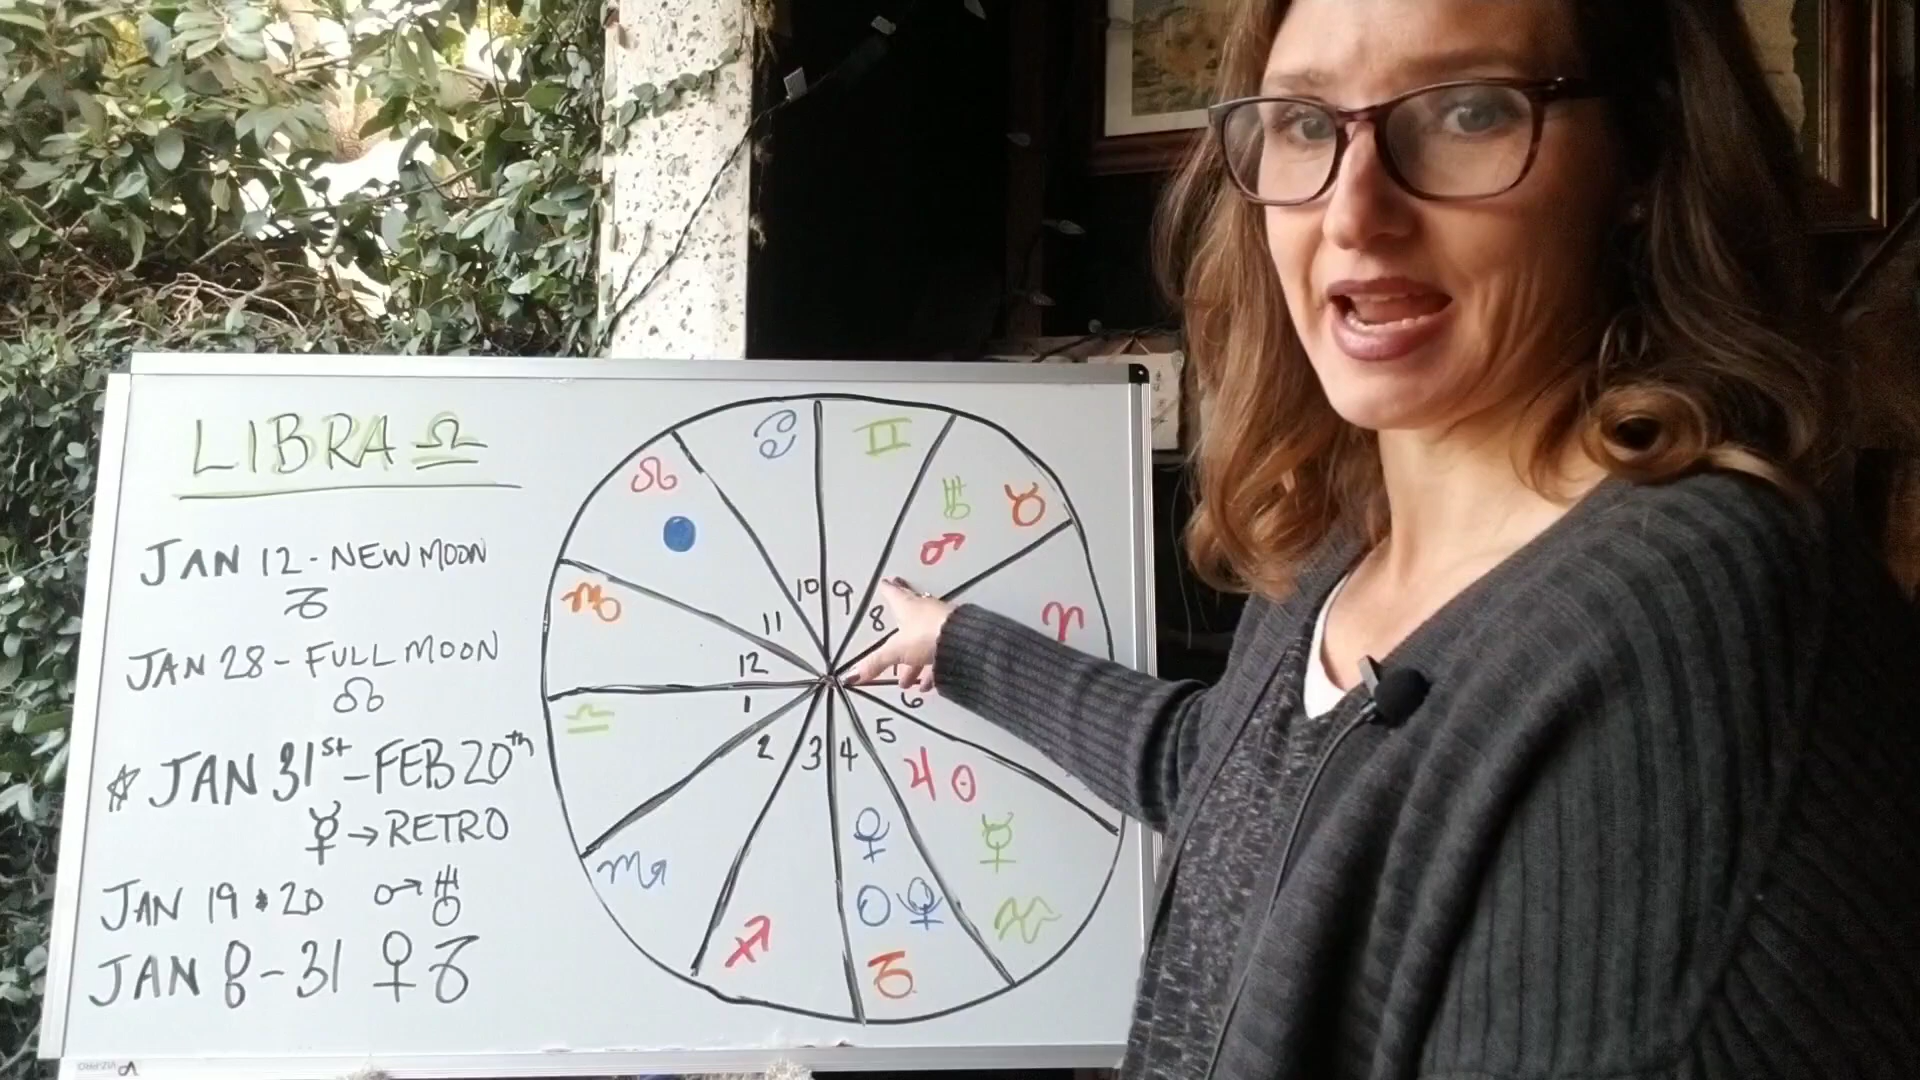 LIBRA ♎
JAN 12 - NEW MOON
♑
JAN 28 - FULL MOON
♌
☆ JAN 31st - FEB 20th
☿ → RETRO
JAN 19 & 20 ♂ ♅
JAN 8 - 31 ♀ ♑
♋ ♊
♌ ♅ ♉
♂
10 9
♍ 11 8 ♈
12
1 6
♎ 5
2 3 4
♃ ☉
♀ ☿
♏
♒
♐
♑